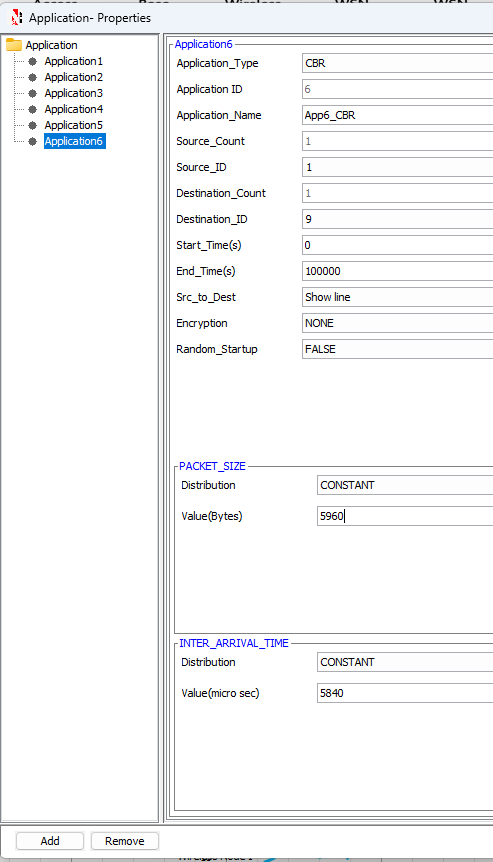 Application- Properties
Application
Application1
Application2
Application3
Application4
Application5
Application6
Application6
Application_Type CBR
Application ID 6
Application_Name App6_CBR
Source_Count 1
Source_ID 1
Destination_Count 1
Destination_ID 9
Start_Time(s) 0
End_Time(s) 100000
Src_to_Dest Show line
Encryption NONE
Random_Startup FALSE
PACKET_SIZE
Distribution CONSTANT
Value(Bytes) 5960
INTER_ARRIVAL_TIME
Distribution CONSTANT
Value(micro sec) 5840
Add Remove